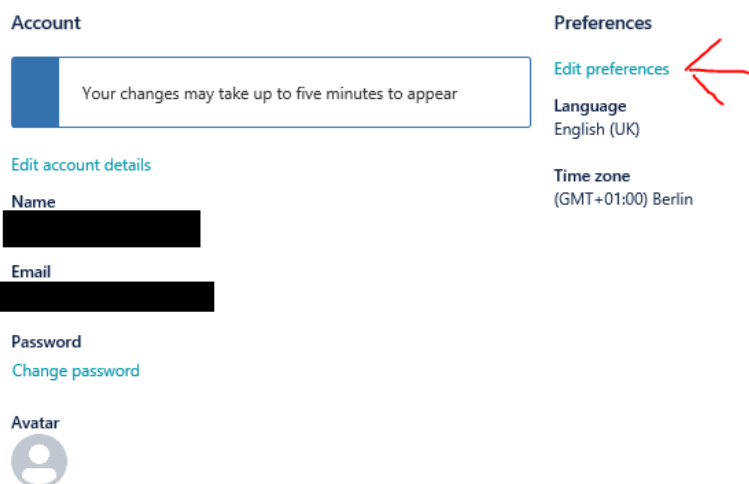 Account
Your changes may take up to five minutes to appear
Edit account details
Name
Email
Password
Change password
Avatar
Preferences
Edit preferences
Language
English (UK)
Time zone
(GMT+01:00) Berlin